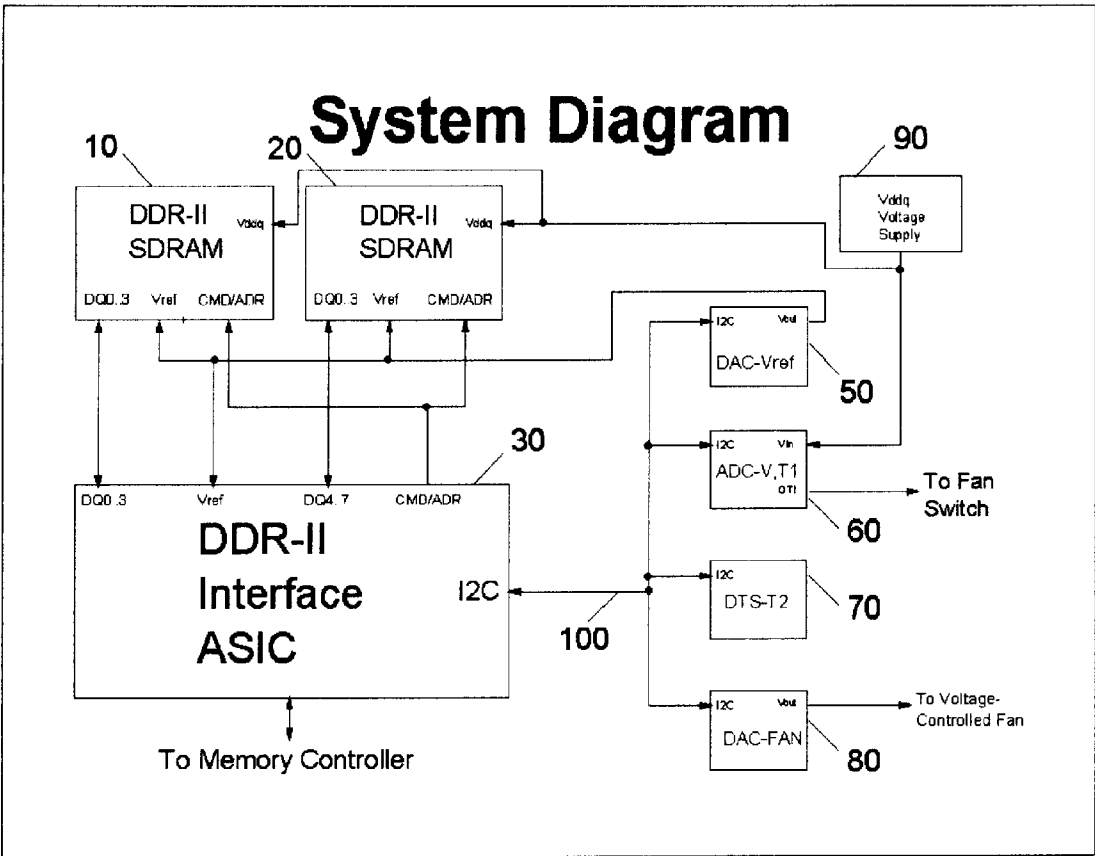 System Diagram
10
20
90
DDR-II
SDRAM
Vddq
DDR-II
SDRAM
Vddq
Vddq
Voltage
Supply
DQ0..3 Vref CMD/ADR
DQ0..3 Vref CMD/ADR
I2C Vout
DAC-Vref
50
30
I2C Vin
ADC-V,T1
OTI
60
To Fan
Switch
DQ0..3 Vref DQ4..7 CMD/ADR
DDR-II
Interface
ASIC
I2C
100
I2C
DTS-T2
70
I2C Vout
DAC-FAN
80
To Voltage-
Controlled Fan
To Memory Controller